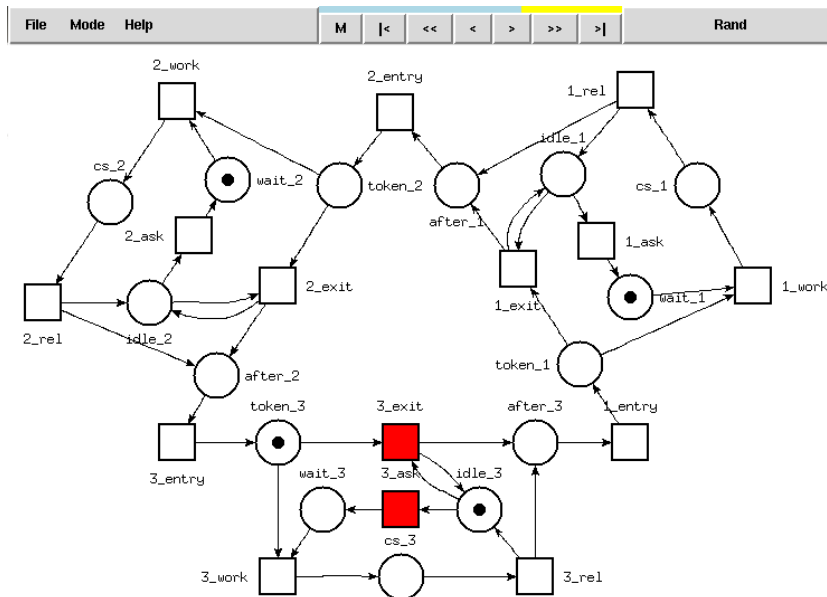 File Mode Help M |< << < > >> >| Rand
2_work
2_entry
1_rel
idle_1
cs_2
wait_2
token_2
after_1
cs_1
2_ask
1_ask
2_exit
1_exit
wait_1
1_work
2_rel
idle_2
after_2
token_1
token_3
3_exit
after_3
1_entry
3_entry
wait_3
3_ask
idle_3
cs_3
3_work
3_rel